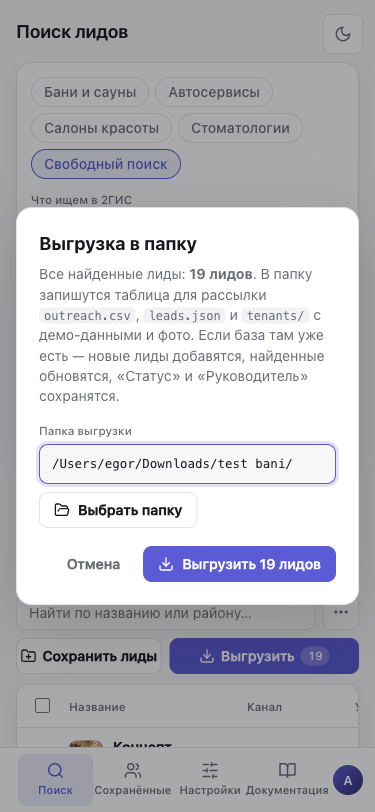 Поиск лидов
Бани и сауны
Автосервисы
Салоны красоты
Стоматологии
Свободный поиск
Что ищем в 2ГИС
Выгрузка в папку
Все найденные лиды: 19 лидов. В папку
запишутся таблица для рассылки
outreach.csv, leads.json и tenants/ с
демо-данными и фото. Если база там уже
есть — новые лиды добавятся, найденные
обновятся, «Статус» и «Руководитель»
сохранятся.
Папка выгрузки
/Users/egor/Downloads/test bani/
Выбрать папку
Отмена
Выгрузить 19 лидов
Найти по названию или району...
Сохранить лиды
Выгрузить 19
Название
Канал
Поиск
Сохранённые
Настройки
Документация
A